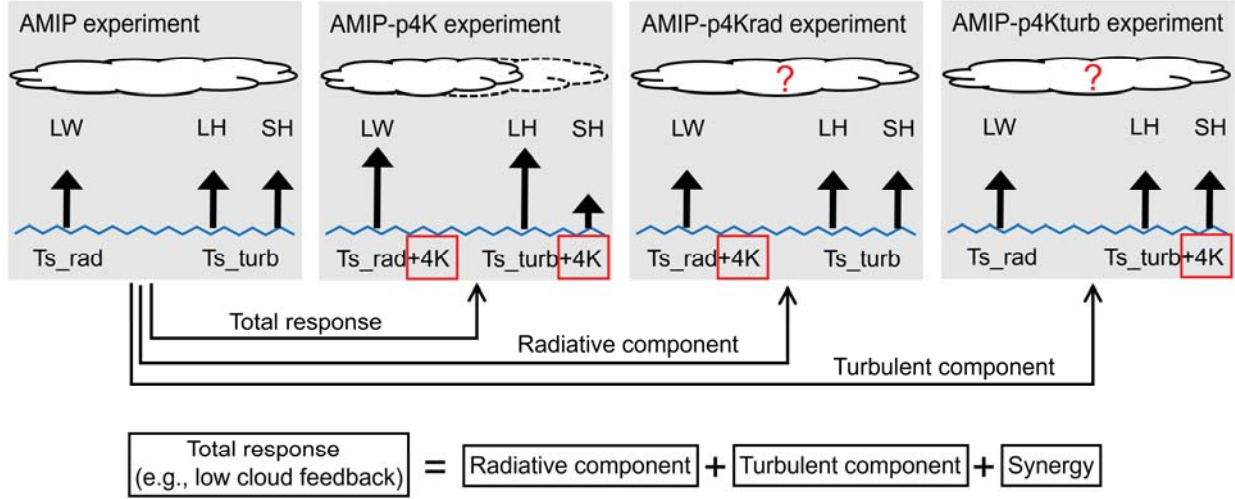 AMIP experiment
LW LH SH
Ts_rad Ts_turb
AMIP-p4K experiment
LW LH SH
Ts_rad+4K Ts_turb+4K
AMIP-p4Krad experiment
?
LW LH SH
Ts_rad+4K Ts_turb
AMIP-p4Kturb experiment
?
LW LH SH
Ts_rad Ts_turb+4K
Total response
Radiative component
Turbulent component
Total response
(e.g., low cloud feedback) = Radiative component + Turbulent component + Synergy